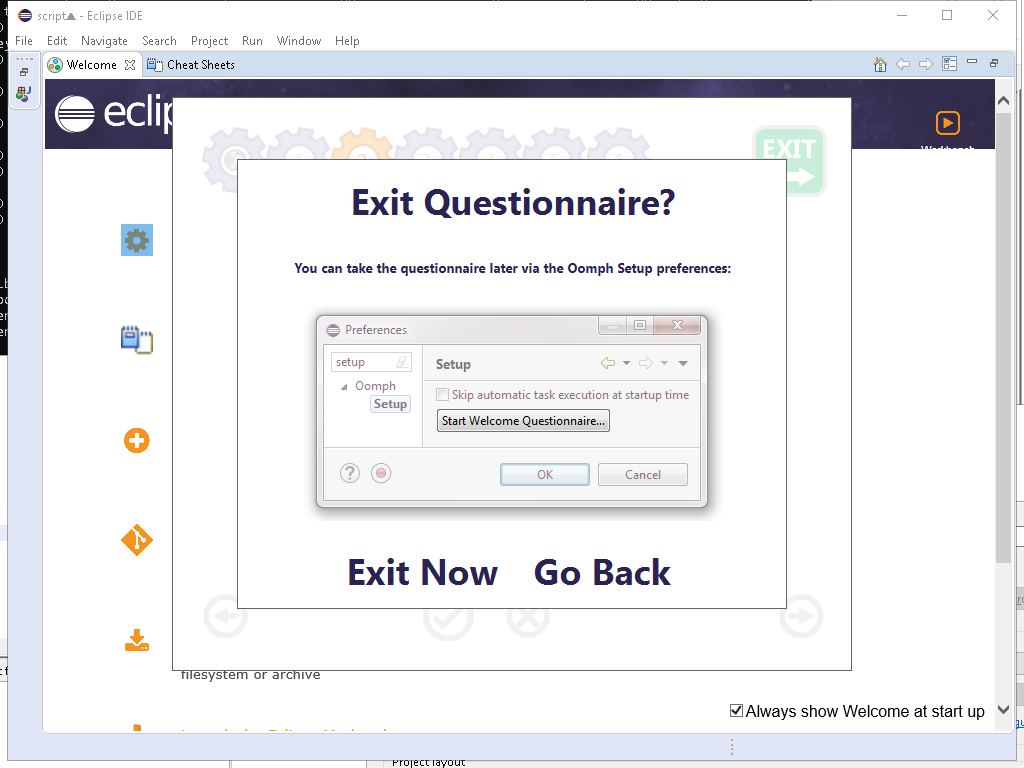 script - Eclipse IDE
File Edit Navigate Search Project Run Window Help
Welcome Cheat Sheets
EXIT
Exit Questionnaire?
You can take the questionnaire later via the Oomph Setup preferences:
Preferences
setup Setup
Oomph
Setup
Skip automatic task execution at startup time
Start Welcome Questionnaire...
? OK Cancel
Exit Now Go Back
filesystem or archive
Always show Welcome at start up
Project layout